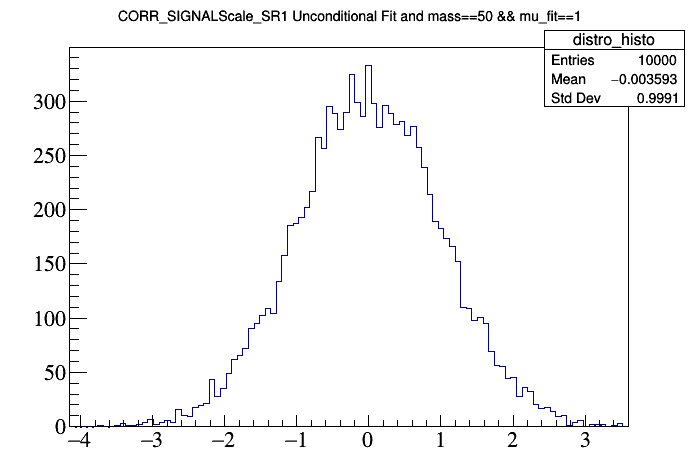 CORR_SIGNALScale_SR1 Unconditional Fit and mass==50 && mu_fit==1
distro_histo
Entries 10000
Mean −0.003593
Std Dev 0.9991
300
250
200
150
100
50
0
−4 −3 −2 −1 0 1 2 3